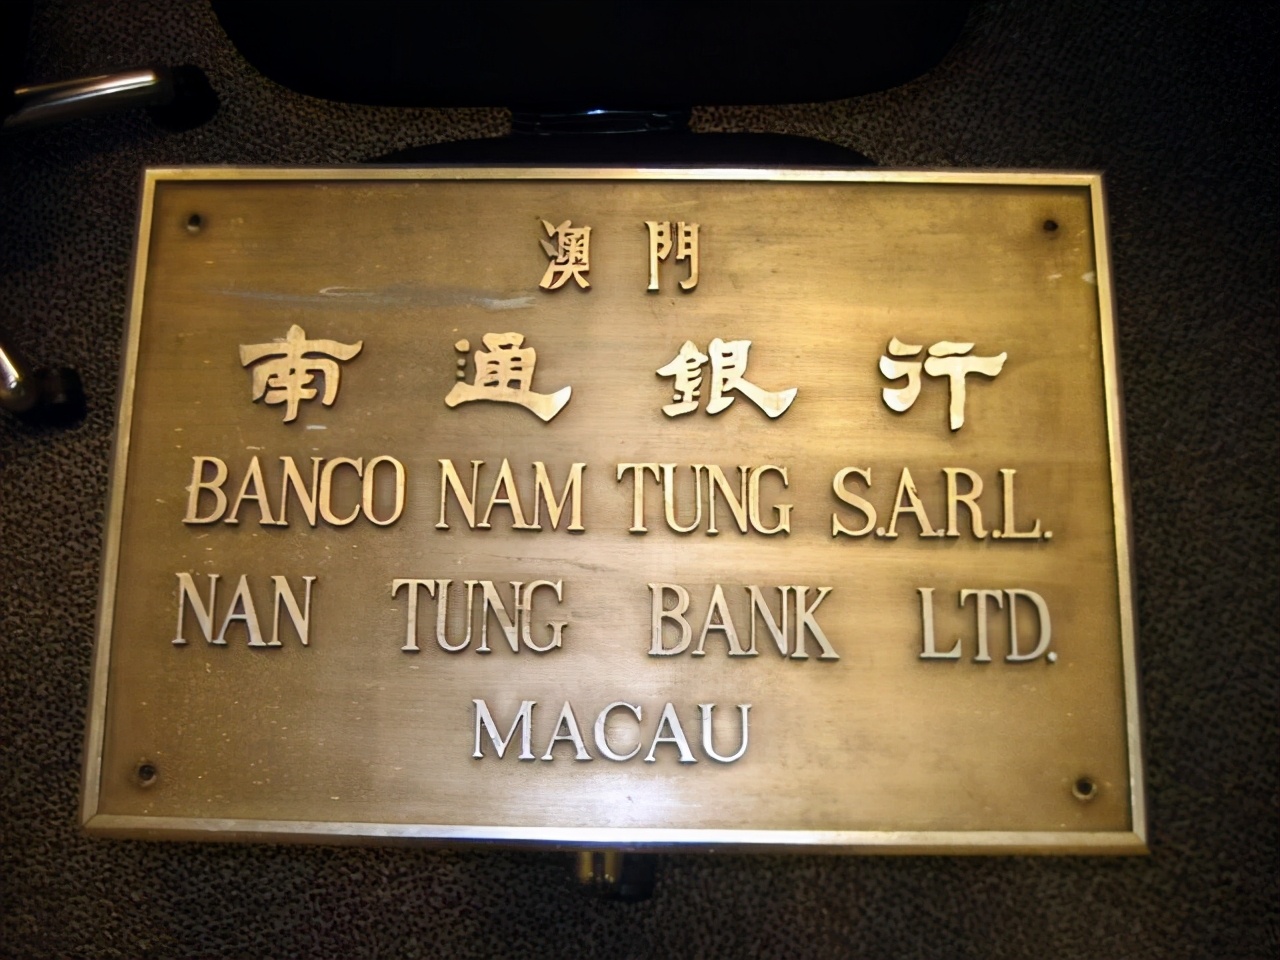 澳門
南通銀行
BANCO NAM TUNG S.A.R.L.
NAN TUNG BANK LTD.
MACAU